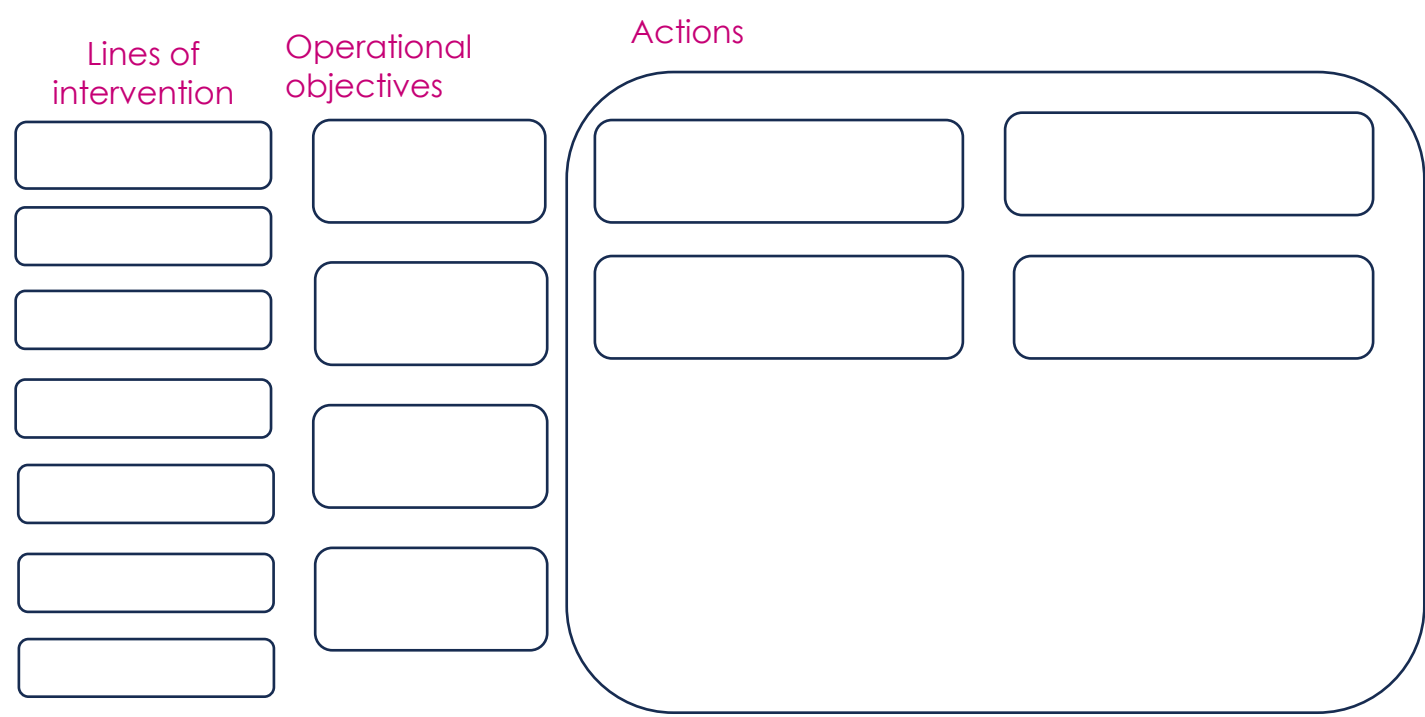 Lines of
intervention
Operational
objectives
Actions